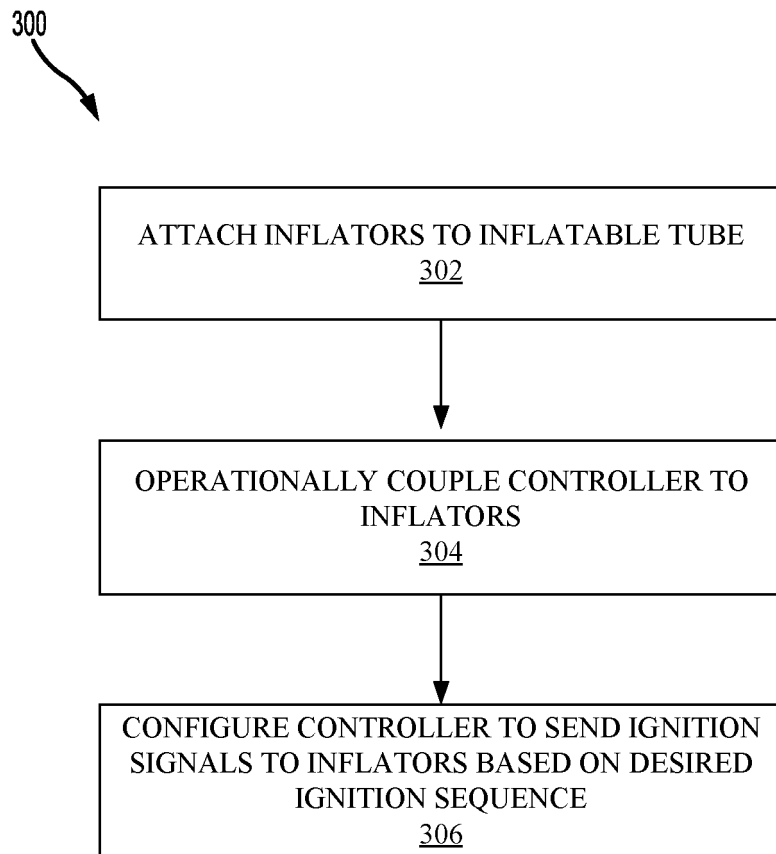 300
ATTACH INFLATORS TO INFLATABLE TUBE
302
OPERATIONALLY COUPLE CONTROLLER TO
INFLATORS
304
CONFIGURE CONTROLLER TO SEND IGNITION
SIGNALS TO INFLATORS BASED ON DESIRED
IGNITION SEQUENCE
306